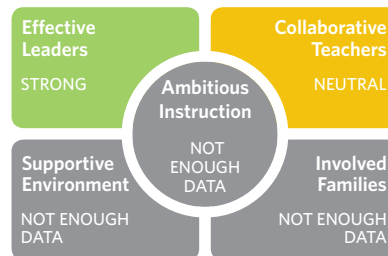 Effective
Leaders
STRONG
Collaborative
Teachers
NEUTRAL
Ambitious
Instruction
NOT
ENOUGH
DATA
Supportive
Environment
NOT ENOUGH
DATA
Involved
Families
NOT ENOUGH
DATA